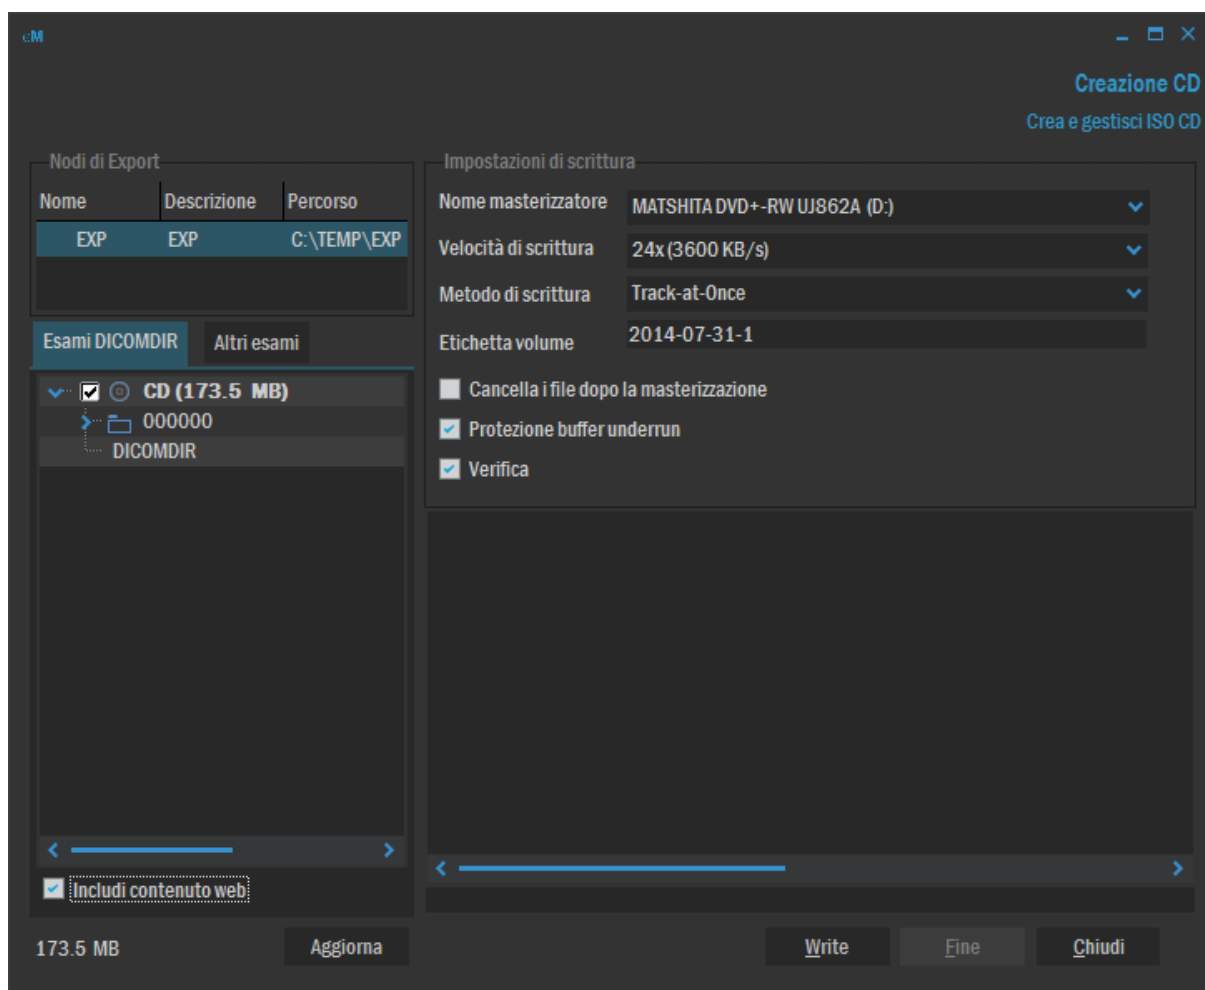 cM
Creazione CD
Crea e gestisci ISO CD
Nodi di Export
Nome Descrizione Percorso
EXP EXP C:\TEMP\EXP
Esami DICOMDIR Altri esami
CD (173.5 MB)
000000
DICOMDIR
Includi contenuto web
173.5 MB Aggiorna
Impostazioni di scrittura
Nome masterizzatore MATSHITA DVD+-RW UJ862A (D:)
Velocità di scrittura 24x (3600 KB/s)
Metodo di scrittura Track-at-Once
Etichetta volume 2014-07-31-1
Cancella i file dopo la masterizzazione
Protezione buffer underrun
Verifica
Write Fine Chiudi